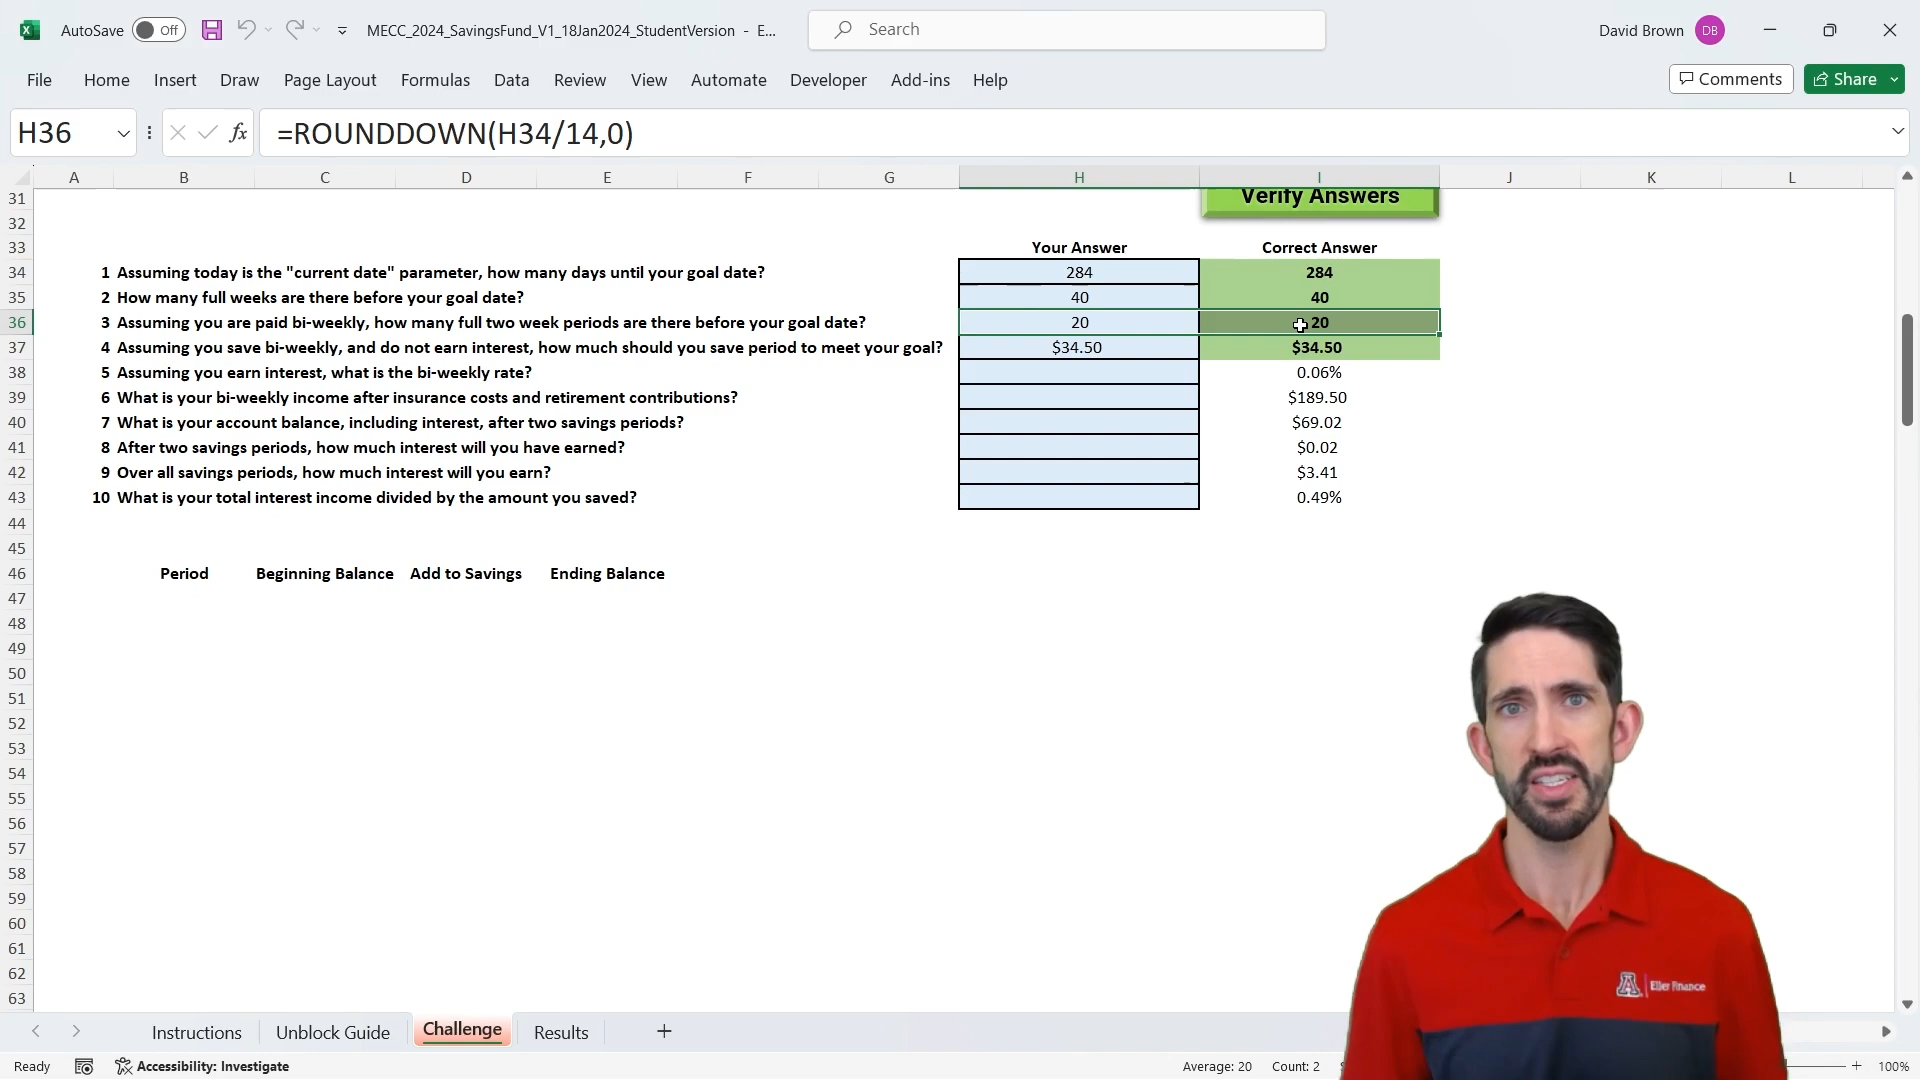 AutoSave Off MECC_2024_SavingsFund_V1_18Jan2024_StudentVersion - E... Search David Brown DB
File Home Insert Draw Page Layout Formulas Data Review View Automate Developer Add-ins Help Comments Share
H36 fx =ROUNDDOWN(H34/14,0)
A B C D E F G H I J K L
31 Verify Answers
32
33 Your Answer Correct Answer
34 1 Assuming today is the "current date" parameter, how many days until your goal date? 284 284
35 2 How many full weeks are there before your goal date? 40 40
36 3 Assuming you are paid bi-weekly, how many full two week periods are there before your goal date? 20 20
37 4 Assuming you save bi-weekly, and do not earn interest, how much should you save period to meet your goal? $34.50 $34.50
38 5 Assuming you earn interest, what is the bi-weekly rate? 0.06%
39 6 What is your bi-weekly income after insurance costs and retirement contributions? $189.50
40 7 What is your account balance, including interest, after two savings periods? $69.02
41 8 After two savings periods, how much interest will you have earned? $0.02
42 9 Over all savings periods, how much interest will you earn? $3.41
43 10 What is your total interest income divided by the amount you saved? 0.49%
44
45
46 Period Beginning Balance Add to Savings Ending Balance
47
48
49
50
51
52
53
54
55
56
57
58
59
60
61
62
63
A Eller Finance
Instructions Unblock Guide Challenge Results
Ready Accessibility: Investigate Average: 20 Count: 2 100%